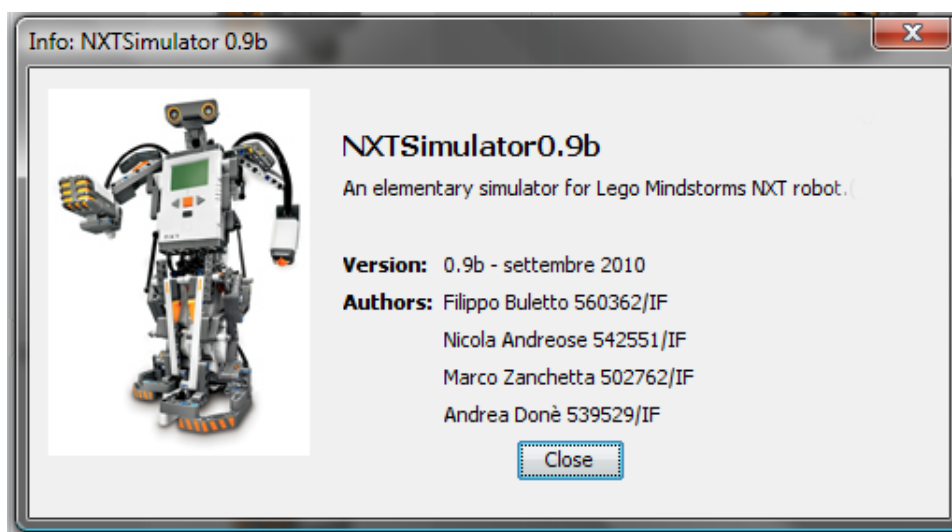 Info: NXTSimulator 0.9b
NXTSimulator0.9b
An elementary simulator for Lego Mindstorms NXT robot.
Version: 0.9b - settembre 2010
Authors: Filippo Buletto 560362/IF
Nicola Andreose 542551/IF
Marco Zanchetta 502762/IF
Andrea Donè 539529/IF
Close